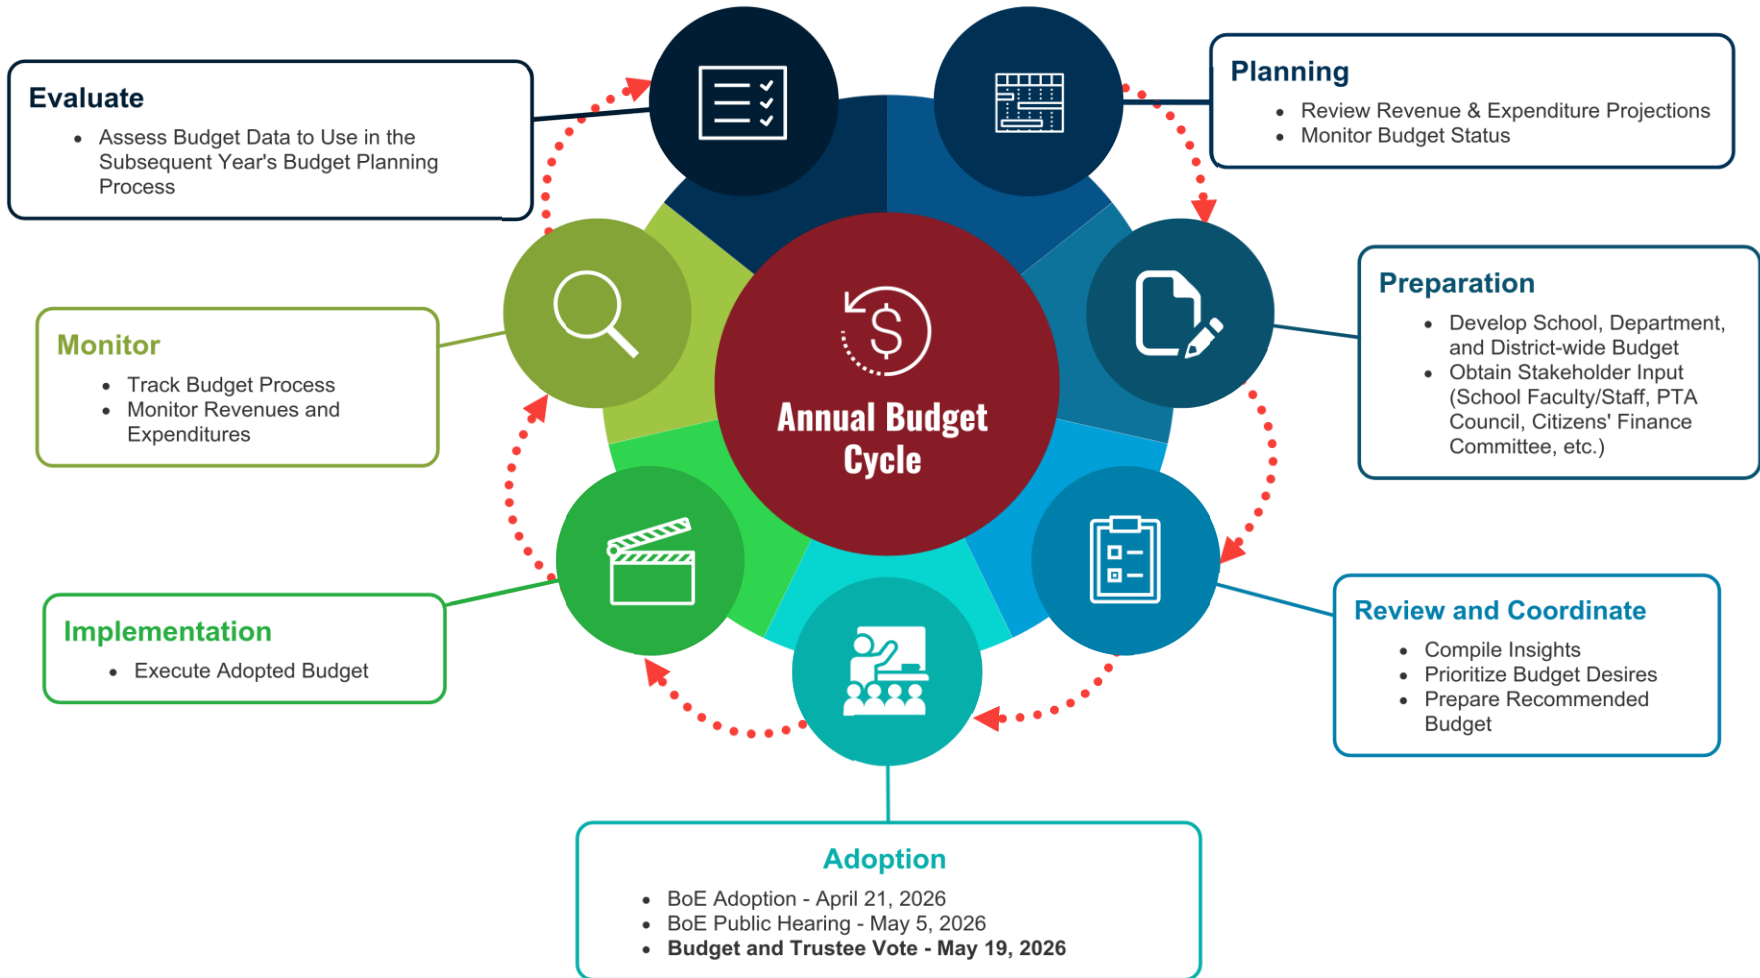 Evaluate
• Assess Budget Data to Use in the
Subsequent Year's Budget Planning
Process
Planning
• Review Revenue & Expenditure Projections
• Monitor Budget Status
Preparation
• Develop School, Department,
and District-wide Budget
• Obtain Stakeholder Input
(School Faculty/Staff, PTA
Council, Citizens' Finance
Committee, etc.)
Monitor
• Track Budget Process
• Monitor Revenues and
Expenditures
$
Annual Budget
Cycle
Implementation
• Execute Adopted Budget
Review and Coordinate
• Compile Insights
• Prioritize Budget Desires
• Prepare Recommended
Budget
Adoption
• BoE Adoption - April 21, 2026
• BoE Public Hearing - May 5, 2026
• Budget and Trustee Vote - May 19, 2026